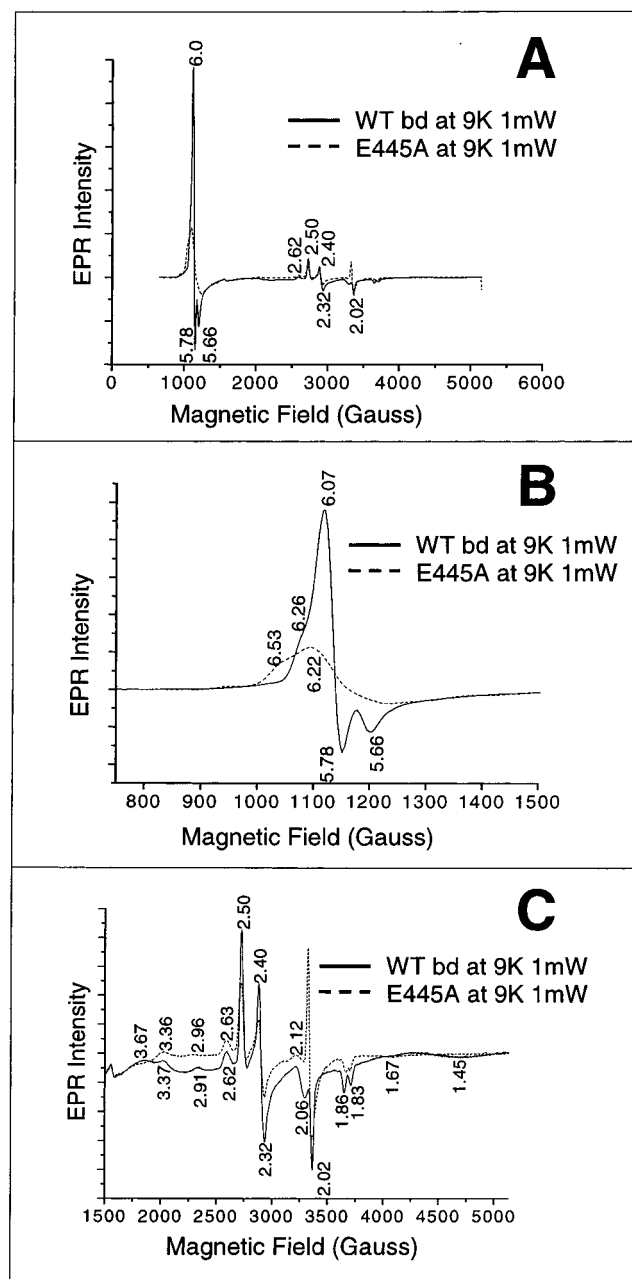 A
6.0
WT bd at 9K 1mW
E445A at 9K 1mW
EPR Intensity
2.62
2.50
2.40
2.32
2.02
5.78
5.66
0 1000 2000 3000 4000 5000 6000
Magnetic Field (Gauss)
B
6.07
WT bd at 9K 1mW
E445A at 9K 1mW
EPR Intensity
6.26
6.53
6.22
5.78
5.66
800 900 1000 1100 1200 1300 1400 1500
Magnetic Field (Gauss)
C
2.50
2.40
WT bd at 9K 1mW
E445A at 9K 1mW
EPR Intensity
3.67
3.36
2.96
2.63
2.12
3.37
2.91
2.62
2.32
2.06
2.02
1.86
1.83
1.67
1.45
1500 2000 2500 3000 3500 4000 4500 5000
Magnetic Field (Gauss)